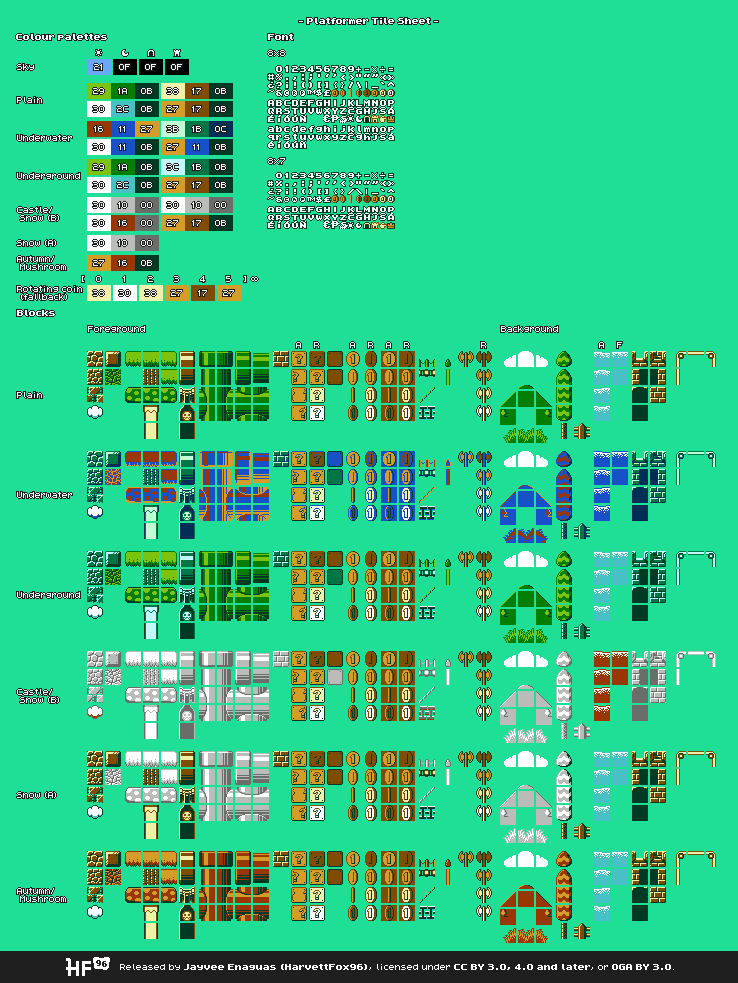 - Platformer Tile Sheet -
Colour palettes
Sky
21 0F 0F 0F
Plain
29 1A 0B 38 17 0B
30 2C 0B 27 17 0B
Underwater
16 11 27 3B 1B 0C
30 11 0B 27 11 0B
Underground
29 1A 0B 3C 1B 0B
30 2C 0B 27 17 0B
Castle/
Snow (B)
30 10 00 30 10 00
30 16 00 27 17 0B
Snow (A)
30 10 00
Autumn/
Mushroom
27 16 0B
[ 0 1 2 3 4 5 ] ∞
Rotating coin
(fallback)
38 30 38 27 17 27
Font
8X8
0123456789+-×÷=
ABCDEFGHIJKLMNOP
abcdefghijklmnop
8X7
0123456789+-×÷=
ABCDEFGHIJKLMNOP
Blocks
Foreground
Background
A B A B A B B A F
Plain
Underwater
Underground
Castle/
Snow (B)
Snow (A)
Autumn/
Mushroom
HF96
Released by Jayvee Enaguas (HarvettFox96), licensed under CC BY 3.0, 4.0 and later, or OGA BY 3.0.